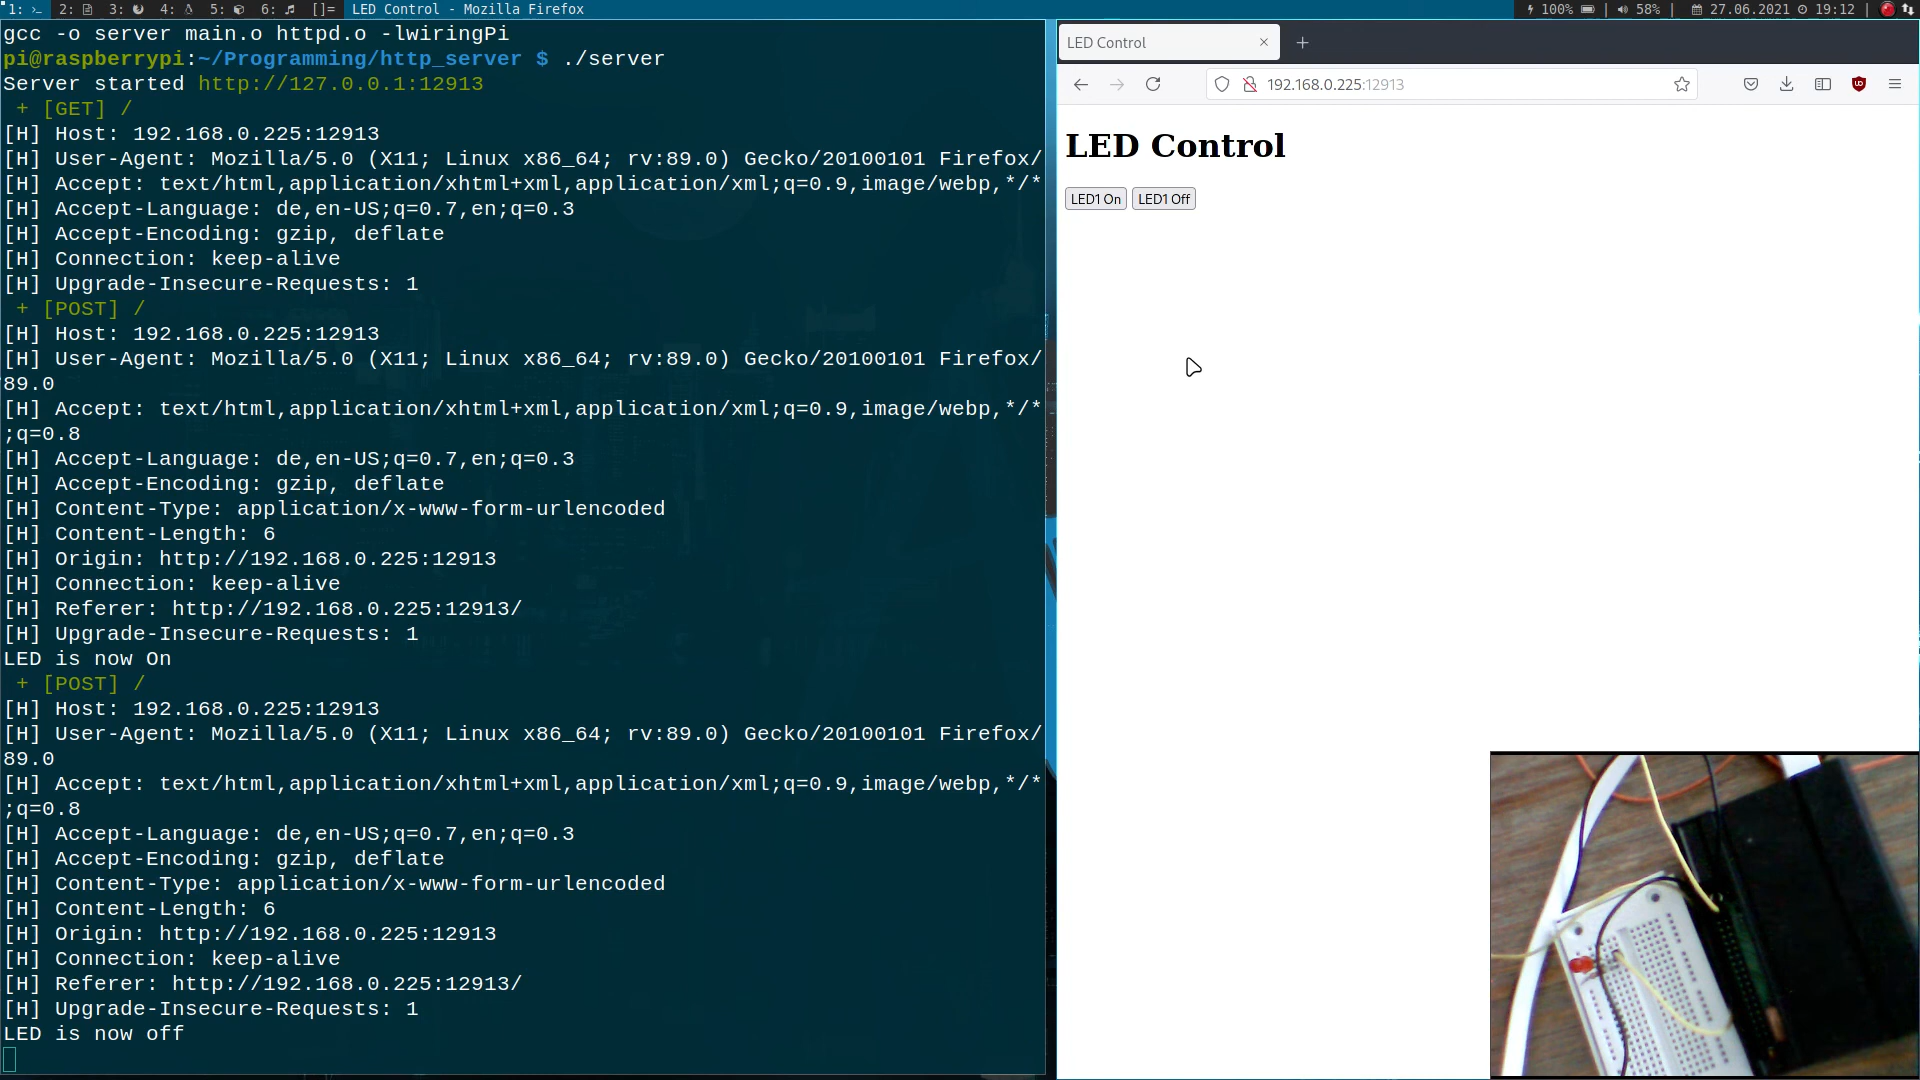 1: 2: 3: 4: 5: 6: []= LED Control - Mozilla Firefox 100% | 58% | 27.06.2021 19:12 |
gcc -o server main.o httpd.o -lwiringPi
pi@raspberrypi:~/Programming/http_server $ ./server
Server started http://127.0.0.1:12913
+ [GET] /
[H] Host: 192.168.0.225:12913
[H] User-Agent: Mozilla/5.0 (X11; Linux x86_64; rv:89.0) Gecko/20100101 Firefox/
[H] Accept: text/html,application/xhtml+xml,application/xml;q=0.9,image/webp,*/*
[H] Accept-Language: de,en-US;q=0.7,en;q=0.3
[H] Accept-Encoding: gzip, deflate
[H] Connection: keep-alive
[H] Upgrade-Insecure-Requests: 1
+ [POST] /
[H] Host: 192.168.0.225:12913
[H] User-Agent: Mozilla/5.0 (X11; Linux x86_64; rv:89.0) Gecko/20100101 Firefox/
89.0
[H] Accept: text/html,application/xhtml+xml,application/xml;q=0.9,image/webp,*/*
;q=0.8
[H] Accept-Language: de,en-US;q=0.7,en;q=0.3
[H] Accept-Encoding: gzip, deflate
[H] Content-Type: application/x-www-form-urlencoded
[H] Content-Length: 6
[H] Origin: http://192.168.0.225:12913
[H] Connection: keep-alive
[H] Referer: http://192.168.0.225:12913/
[H] Upgrade-Insecure-Requests: 1
LED is now On
+ [POST] /
[H] Host: 192.168.0.225:12913
[H] User-Agent: Mozilla/5.0 (X11; Linux x86_64; rv:89.0) Gecko/20100101 Firefox/
89.0
[H] Accept: text/html,application/xhtml+xml,application/xml;q=0.9,image/webp,*/*
;q=0.8
[H] Accept-Language: de,en-US;q=0.7,en;q=0.3
[H] Accept-Encoding: gzip, deflate
[H] Content-Type: application/x-www-form-urlencoded
[H] Content-Length: 6
[H] Origin: http://192.168.0.225:12913
[H] Connection: keep-alive
[H] Referer: http://192.168.0.225:12913/
[H] Upgrade-Insecure-Requests: 1
LED is now off
LED Control
192.168.0.225:12913
LED Control
LED1 On LED1 Off